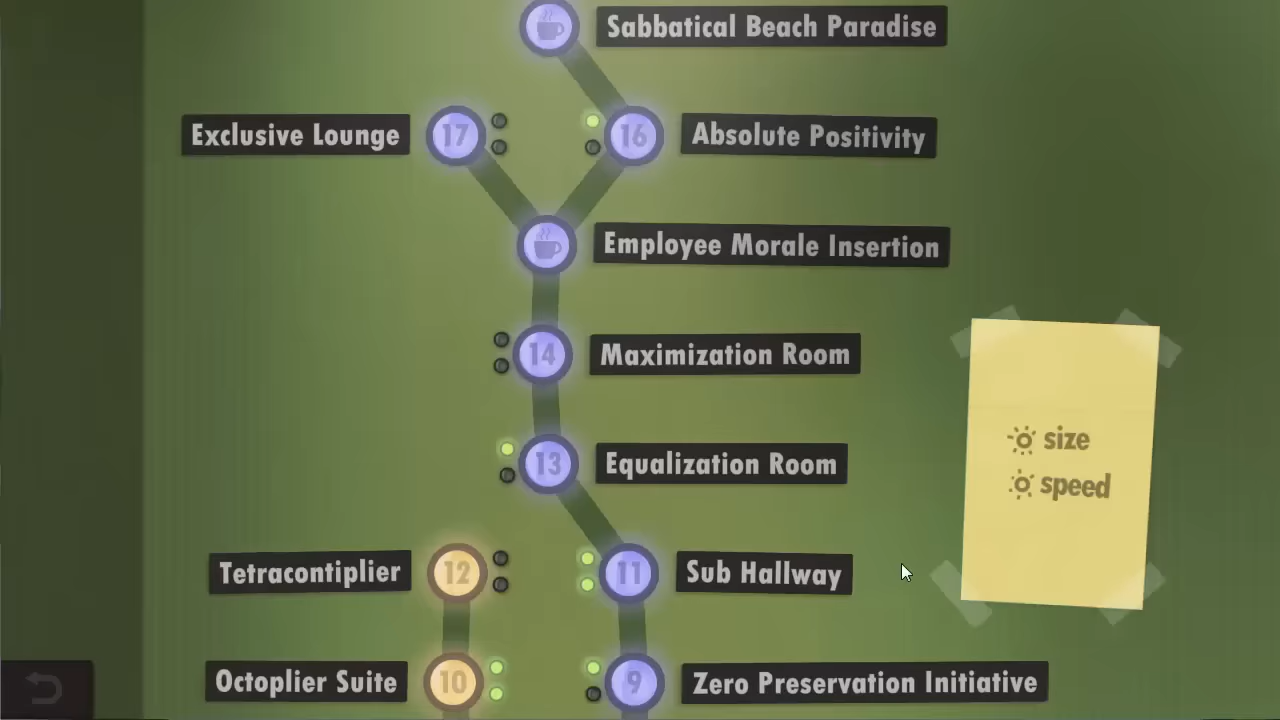 Sabbatical Beach Paradise
Exclusive Lounge 17 16 Absolute Positivity
Employee Morale Insertion
14 Maximization Room
size
13 Equalization Room
speed
Tetracontiplier 12 11 Sub Hallway
Octoplier Suite 10 9 Zero Preservation Initiative